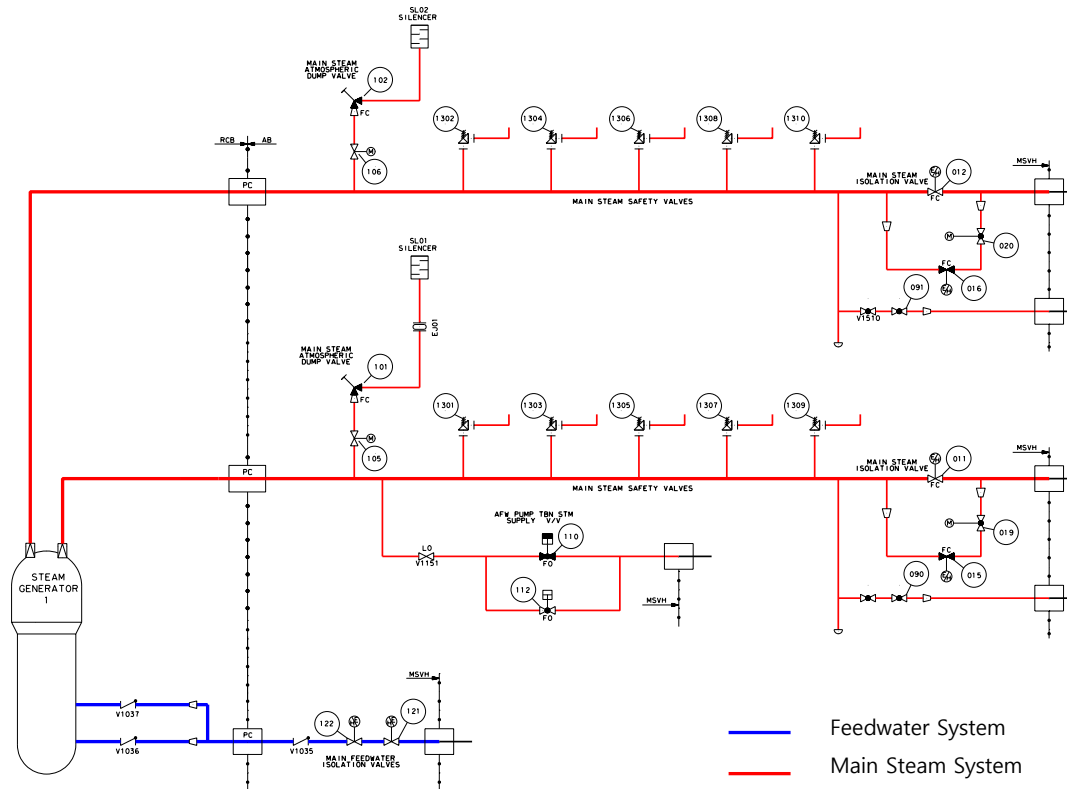 SL02
SILENCER
MAIN STEAM
ATMOSPHERIC
DUMP VALVE
102
FC
1302
1304
1306
1308
1310
RCB
AB
M
106
PC
MAIN STEAM SAFETY VALVES
MAIN STEAM
ISOLATION VALVE
012
FC
MSVH
M
020
FC
016
091
V1510
SL01
SILENCER
EJ01
MAIN STEAM
ATMOSPHERIC
DUMP VALVE
101
FC
1301
1303
1305
1307
1309
M
105
PC
MAIN STEAM SAFETY VALVES
MAIN STEAM
ISOLATION VALVE
011
FC
MSVH
M
019
FC
015
090
AFW PUMP TBN STM
SUPPLY V/V
110
LO
V1151
FO
112
FO
MSVH
STEAM
GENERATOR
1
V1037
V1036
PC
V1035
122
121
MSVH
MAIN FEEDWATER
ISOLATION VALVES
Feedwater System
Main Steam System